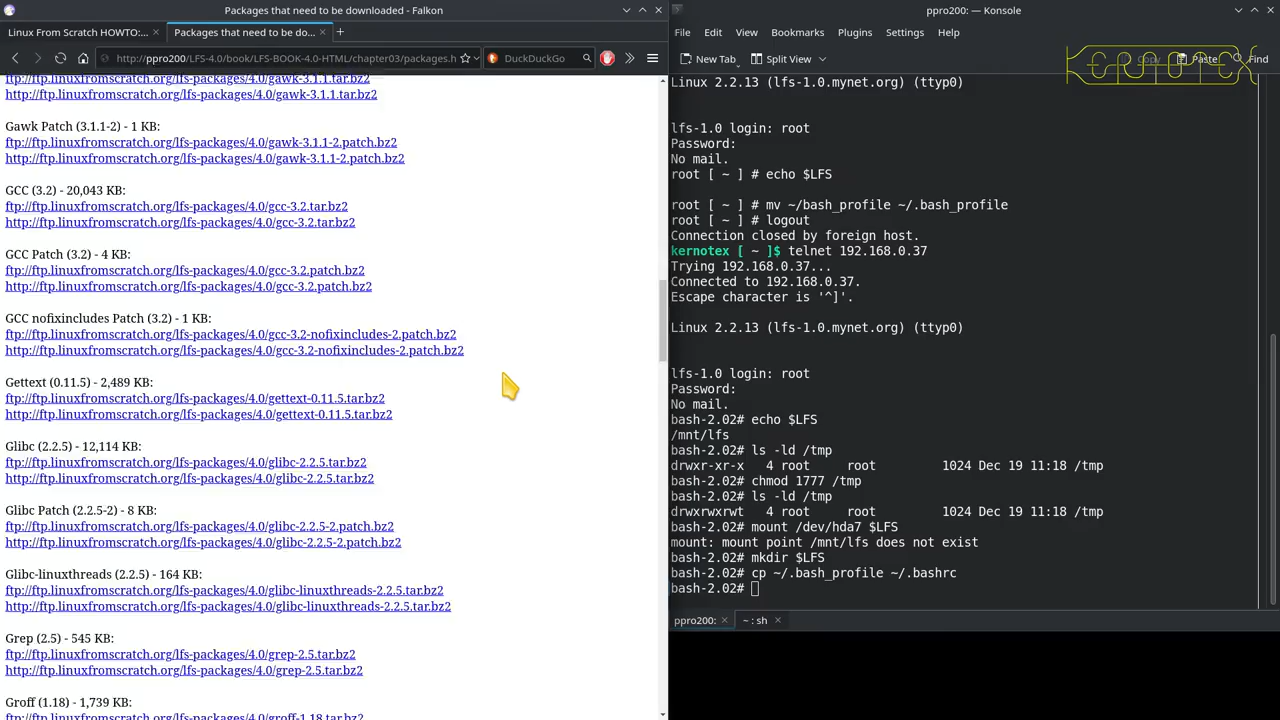 Packages that need to be downloaded - Falkon
Linux From Scratch HOWTO:...
Packages that need to be do...
http://ppro200/LFS-4.0/book/LFS-BOOK-4.0-HTML/chapter03/packages.h
DuckDuckGo
ftp://ftp.linuxfromscratch.org/lfs-packages/4.0/gawk-3.1.1.tar.bz2
http://ftp.linuxfromscratch.org/lfs-packages/4.0/gawk-3.1.1.tar.bz2
Gawk Patch (3.1.1-2) - 1 KB:
ftp://ftp.linuxfromscratch.org/lfs-packages/4.0/gawk-3.1.1-2.patch.bz2
http://ftp.linuxfromscratch.org/lfs-packages/4.0/gawk-3.1.1-2.patch.bz2
GCC (3.2) - 20,043 KB:
ftp://ftp.linuxfromscratch.org/lfs-packages/4.0/gcc-3.2.tar.bz2
http://ftp.linuxfromscratch.org/lfs-packages/4.0/gcc-3.2.tar.bz2
GCC Patch (3.2) - 4 KB:
ftp://ftp.linuxfromscratch.org/lfs-packages/4.0/gcc-3.2.patch.bz2
http://ftp.linuxfromscratch.org/lfs-packages/4.0/gcc-3.2.patch.bz2
GCC nofixincludes Patch (3.2) - 1 KB:
ftp://ftp.linuxfromscratch.org/lfs-packages/4.0/gcc-3.2-nofixincludes-2.patch.bz2
http://ftp.linuxfromscratch.org/lfs-packages/4.0/gcc-3.2-nofixincludes-2.patch.bz2
Gettext (0.11.5) - 2,489 KB:
ftp://ftp.linuxfromscratch.org/lfs-packages/4.0/gettext-0.11.5.tar.bz2
http://ftp.linuxfromscratch.org/lfs-packages/4.0/gettext-0.11.5.tar.bz2
Glibc (2.2.5) - 12,114 KB:
ftp://ftp.linuxfromscratch.org/lfs-packages/4.0/glibc-2.2.5.tar.bz2
http://ftp.linuxfromscratch.org/lfs-packages/4.0/glibc-2.2.5.tar.bz2
Glibc Patch (2.2.5-2) - 8 KB:
ftp://ftp.linuxfromscratch.org/lfs-packages/4.0/glibc-2.2.5-2.patch.bz2
http://ftp.linuxfromscratch.org/lfs-packages/4.0/glibc-2.2.5-2.patch.bz2
Glibc-linuxthreads (2.2.5) - 164 KB:
ftp://ftp.linuxfromscratch.org/lfs-packages/4.0/glibc-linuxthreads-2.2.5.tar.bz2
http://ftp.linuxfromscratch.org/lfs-packages/4.0/glibc-linuxthreads-2.2.5.tar.bz2
Grep (2.5) - 545 KB:
ftp://ftp.linuxfromscratch.org/lfs-packages/4.0/grep-2.5.tar.bz2
http://ftp.linuxfromscratch.org/lfs-packages/4.0/grep-2.5.tar.bz2
Groff (1.18) - 1,739 KB:
ftp://ftp.linuxfromscratch.org/lfs-packages/4.0/groff-1.18.tar.bz2
ppro200: — Konsole
File Edit View Bookmarks Plugins Settings Help
New Tab Split View Copy Paste Find
KERNOTEX
Linux 2.2.13 (lfs-1.0.mynet.org) (ttyp0)
lfs-1.0 login: root
Password:
No mail.
root [ ~ ] # echo $LFS
root [ ~ ] # mv ~/bash_profile ~/.bash_profile
root [ ~ ] # logout
Connection closed by foreign host.
kernotex [ ~ ]$ telnet 192.168.0.37
Trying 192.168.0.37...
Connected to 192.168.0.37.
Escape character is '^]'.
Linux 2.2.13 (lfs-1.0.mynet.org) (ttyp0)
lfs-1.0 login: root
Password:
No mail.
bash-2.02# echo $LFS
/mnt/lfs
bash-2.02# ls -ld /tmp
drwxr-xr-x   4 root     root         1024 Dec 19 11:18 /tmp
bash-2.02# chmod 1777 /tmp
bash-2.02# ls -ld /tmp
drwxrwxrwt   4 root     root         1024 Dec 19 11:18 /tmp
bash-2.02# mount /dev/hda7 $LFS
mount: mount point /mnt/lfs does not exist
bash-2.02# mkdir $LFS
bash-2.02# cp ~/.bash_profile ~/.bashrc
bash-2.02#
ppro200:
~ : sh